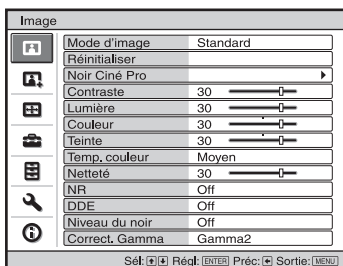 Image
Mode d'image Standard
Réinitialiser
Noir Ciné Pro
Contraste 30
Lumière 30
Couleur 30
Teinte 30
Temp. couleur Moyen
Netteté 30
NR Off
DDE Off
Niveau du noir Off
Correct. Gamma Gamma2
Sél: Régl: ENTER Préc: Sortie: MENU